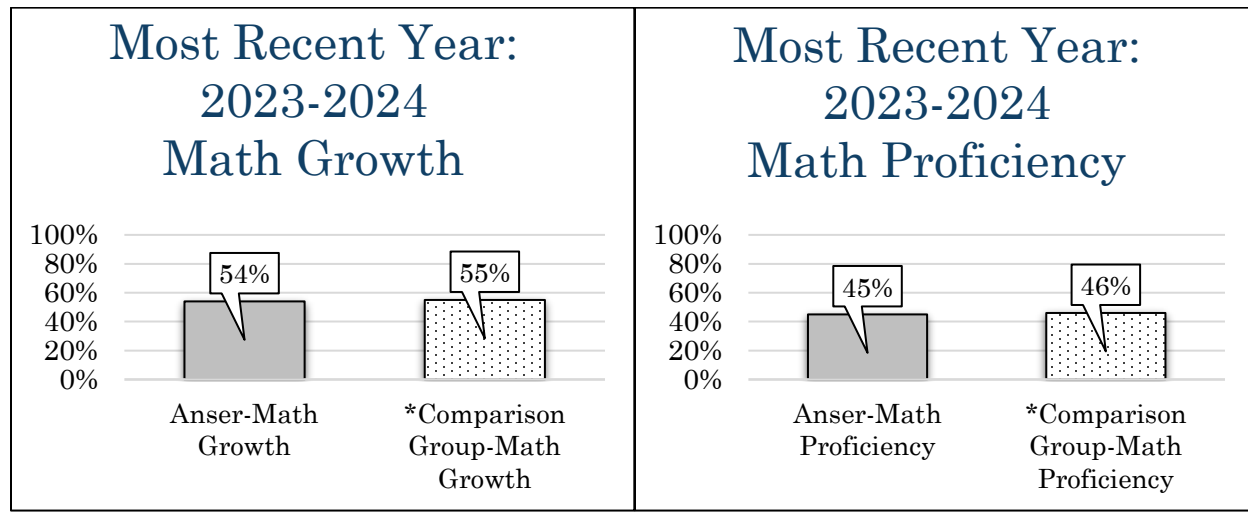 Most Recent Year:
2023-2024
Math Growth
100%
80%
60%
40%
20%
0%
54%
55%
Anser-Math
Growth
*Comparison
Group-Math
Growth
Most Recent Year:
2023-2024
Math Proficiency
100%
80%
60%
40%
20%
0%
45%
46%
Anser-Math
Proficiency
*Comparison
Group-Math
Proficiency